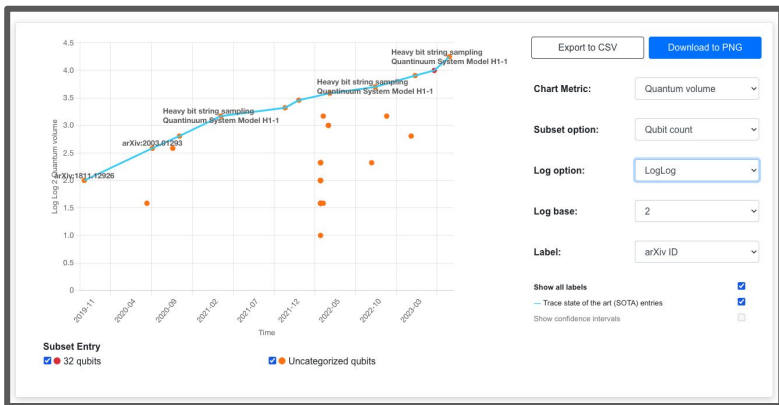 Export to CSV
Download to PNG
Chart Metric:
Quantum volume
Subset option:
Qubit count
Log option:
LogLog
Log base:
2
Label:
arXiv ID
Show all labels
— Trace state of the art (SOTA) entries
Show confidence intervals
Log Log 2 Quantum volume
4.5
4.0
3.5
3.0
2.5
2.0
1.5
1.0
0.5
0
Heavy bit string sampling
Quantinuum System Model H1-1
Heavy bit string sampling
Quantinuum System Model H1-1
Heavy bit string sampling
Quantinuum System Model H1-1
arXiv:2003.01293
arXiv:1811.12926
2019-11
2020-04
2020-09
2021-02
2021-07
2021-12
2022-05
2022-10
2023-03
Time
Subset Entry
32 qubits
Uncategorized qubits